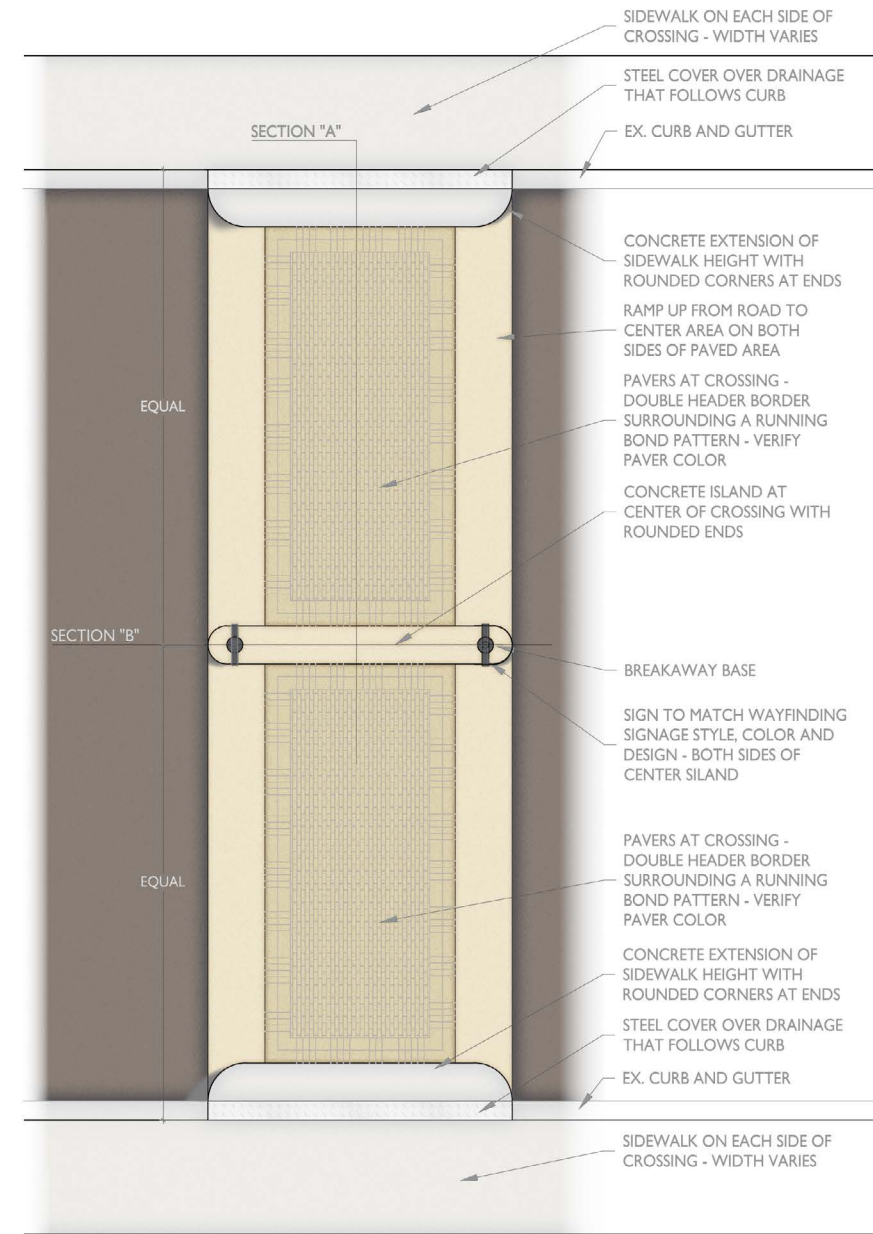 SIDEWALK ON EACH SIDE OF
CROSSING - WIDTH VARIES
STEEL COVER OVER DRAINAGE
THAT FOLLOWS CURB
SECTION "A"
EX. CURB AND GUTTER
CONCRETE EXTENSION OF
SIDEWALK HEIGHT WITH
ROUNDED CORNERS AT ENDS
RAMP UP FROM ROAD TO
CENTER AREA ON BOTH
SIDES OF PAVED AREA
PAVERS AT CROSSING -
DOUBLE HEADER BORDER
SURROUNDING A RUNNING
BOND PATTERN - VERIFY
PAVER COLOR
EQUAL
CONCRETE ISLAND AT
CENTER OF CROSSING WITH
ROUNDED ENDS
SECTION "B"
BREAKAWAY BASE
SIGN TO MATCH WAYFINDING
SIGNAGE STYLE, COLOR AND
DESIGN - BOTH SIDES OF
CENTER SILAND
PAVERS AT CROSSING -
DOUBLE HEADER BORDER
SURROUNDING A RUNNING
BOND PATTERN - VERIFY
PAVER COLOR
EQUAL
CONCRETE EXTENSION OF
SIDEWALK HEIGHT WITH
ROUNDED CORNERS AT ENDS
STEEL COVER OVER DRAINAGE
THAT FOLLOWS CURB
EX. CURB AND GUTTER
SIDEWALK ON EACH SIDE OF
CROSSING - WIDTH VARIES